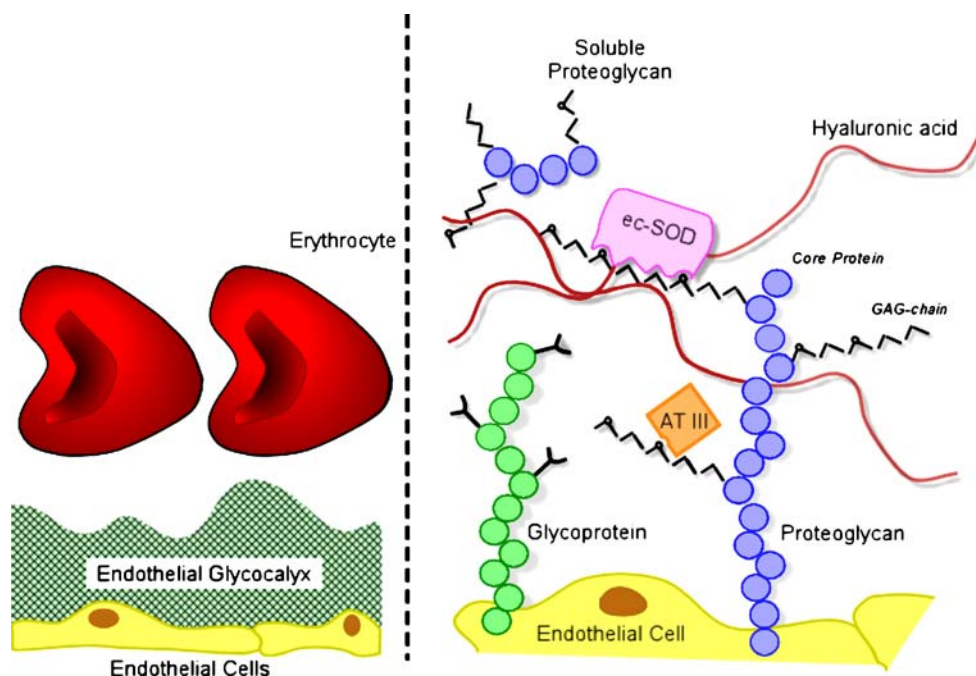 Soluble
Proteoglycan
Hyaluronic acid
Erythrocyte
ec-SOD
Core Protein
GAG-chain
AT III
Glycoprotein
Proteoglycan
Endothelial Glycocalyx
Endothelial Cell
Endothelial Cells